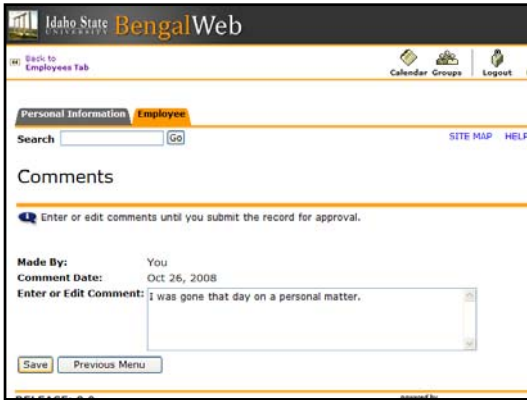 Idaho State UNIVERSITY BengalWeb
Back to
Employees Tab
Calendar Groups Logout
Personal Information Employee
Search Go SITE MAP HELP
Comments
Enter or edit comments until you submit the record for approval.
Made By: You
Comment Date: Oct 26, 2008
Enter or Edit Comment: I was gone that day on a personal matter.
Save Previous Menu